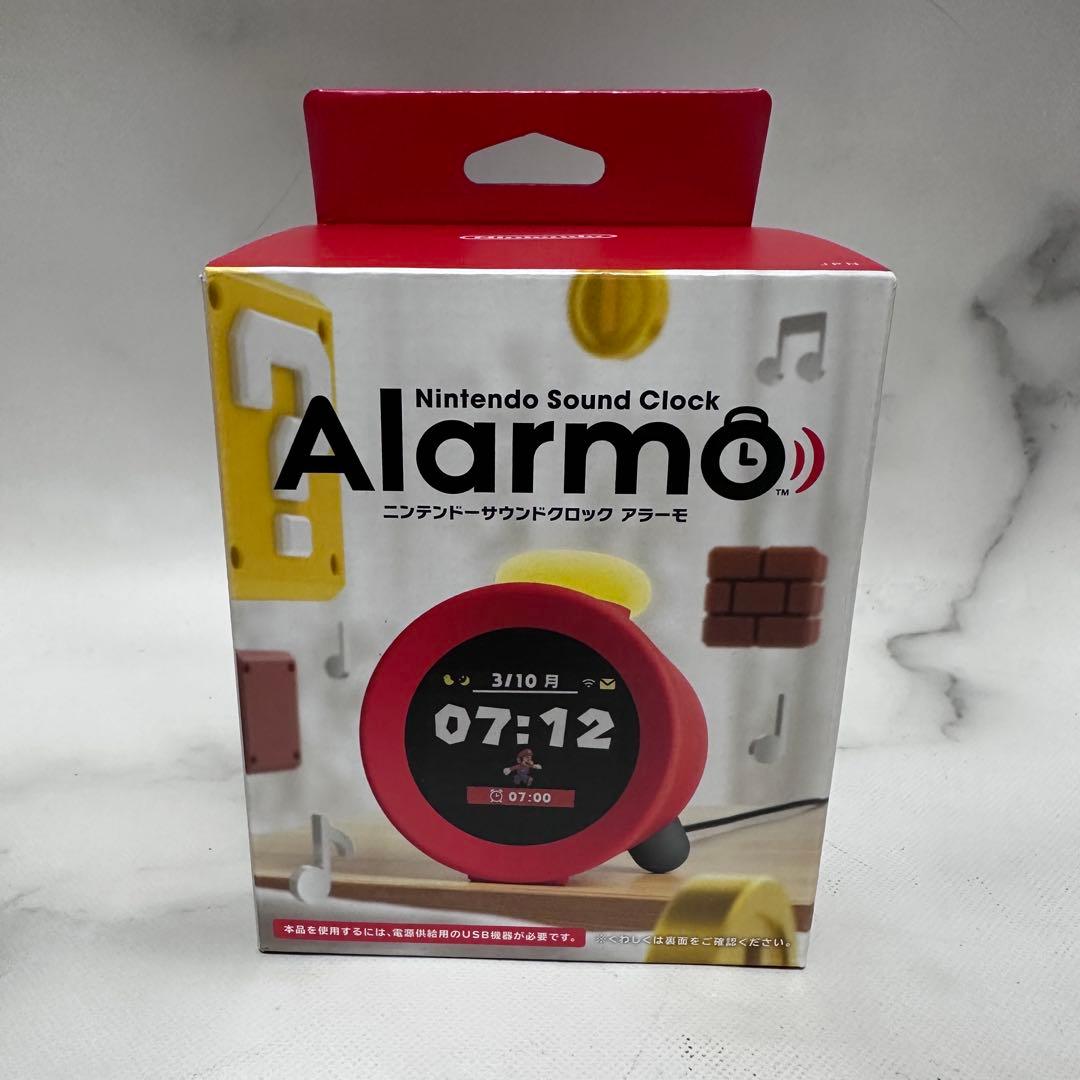 Nintendo
JPN
Nintendo Sound Clock
Alarmo
TM
ニンテンドーサウンドクロック アラーモ
3/10 月
07:12
07:00
本品を使用するには、電源供給用のUSB機器が必要です。
※くわしくは裏面をご確認ください。